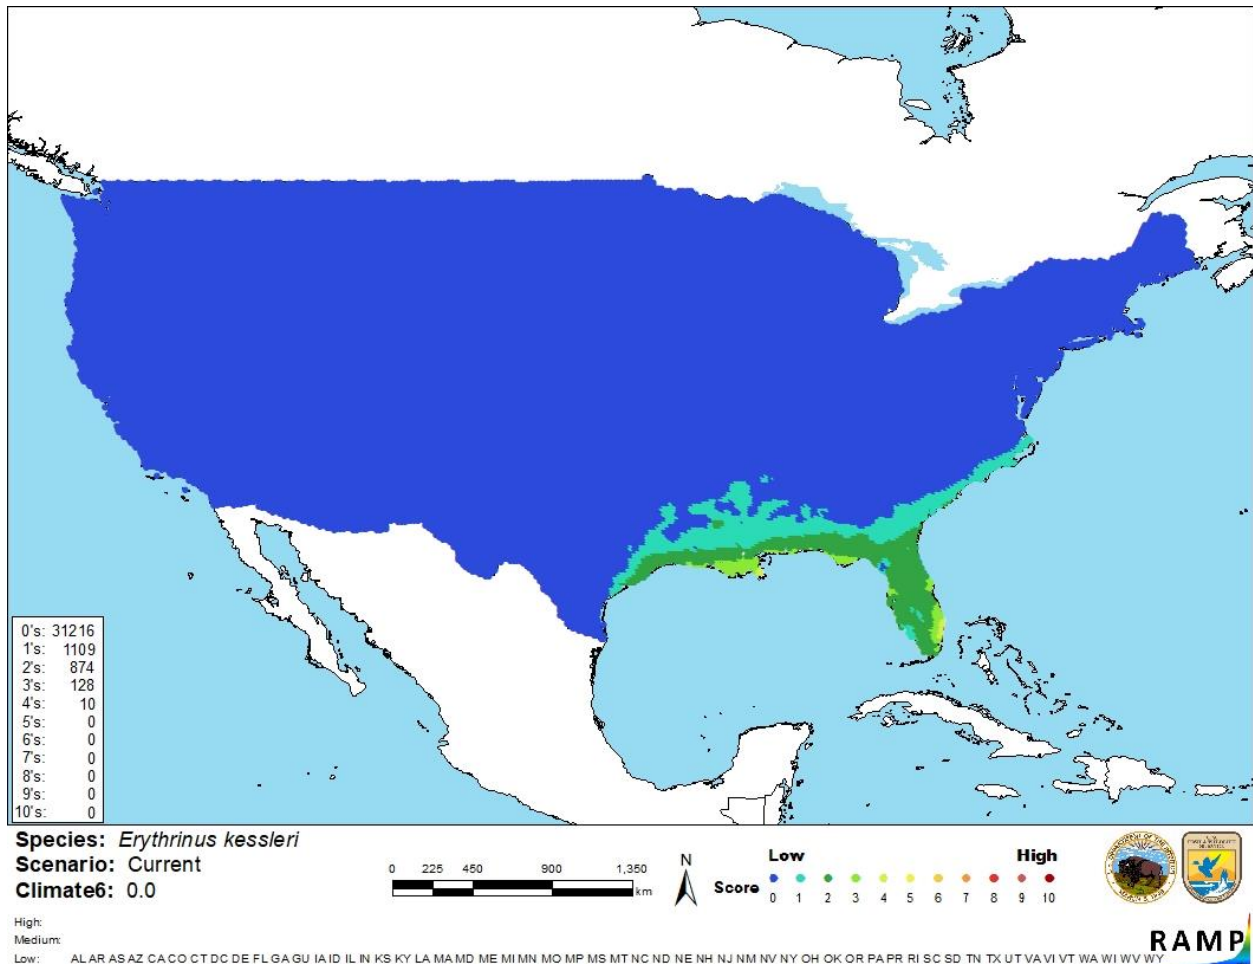 0's: 31216
1's: 1109
2's: 874
3's: 128
4's: 10
5's: 0
6's: 0
7's: 0
8's: 0
9's: 0
10's: 0
Species: Erythrinus kessleri
Scenario: Current
Climate6: 0.0
0 225 450 900 1,350
km
N
Low High
Score
0 1 2 3 4 5 6 7 8 9 10
RAMP
High:
Medium:
Low: AL AR AS AZ CA CO CT DC DE FL GA GU IA ID IL IN KS KY LA MA MD ME MI MN MO MP MS MT NC ND NE NH NJ NM NV NY OH OK OR PA PR RI SC SD TN TX UT VA VI VT WA WI WV WY